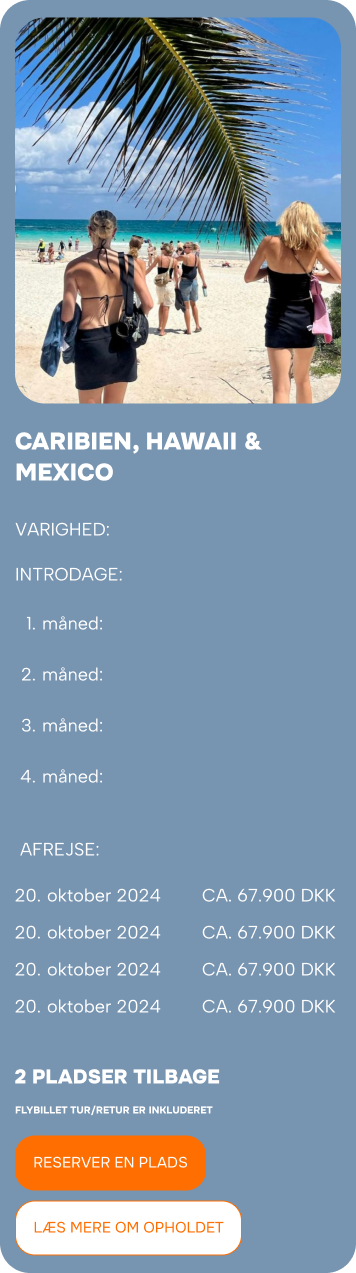 CARIBIEN, HAWAII &
MEXICO
VARIGHED:
INTRODAGE:
1. måned:
2. måned:
3. måned:
4. måned:
AFREJSE:
20. oktober 2024 CA. 67.900 DKK
20. oktober 2024 CA. 67.900 DKK
20. oktober 2024 CA. 67.900 DKK
20. oktober 2024 CA. 67.900 DKK
2 PLADSER TILBAGE
FLYBILLET TUR/RETUR ER INKLUDERET
RESERVER EN PLADS
LÆS MERE OM OPHOLDET